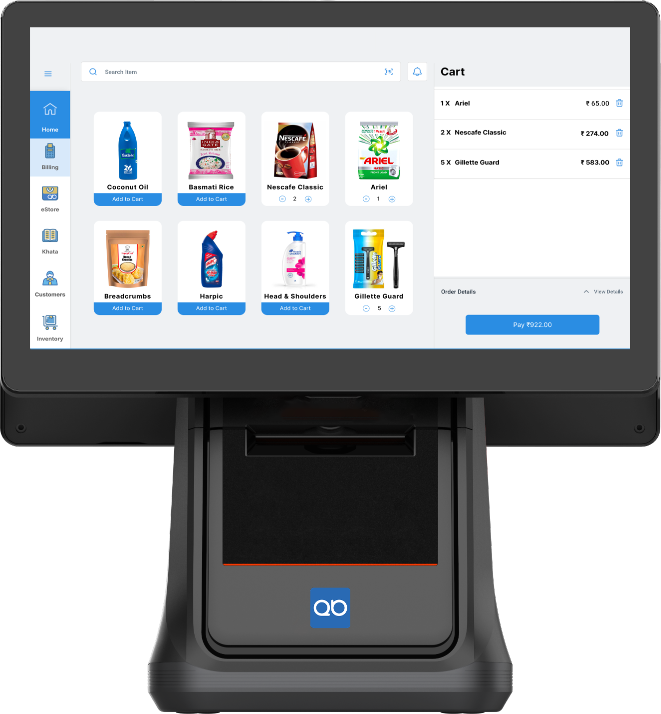 Search Item
Cart
1 X Ariel ₹ 65.00
2 X Nescafe Classic ₹ 274.00
5 X Gillette Guard ₹ 583.00
Home
Billing
eStore
Khata
Customers
Inventory
NESCAFÉ
ARIEL
Coconut Oil
Basmati Rice
Nescafe Classic
Ariel
Add to Cart
Add to Cart
2
1
Harpic
Breadcrumbs
Harpic
Head & Shoulders
Gillette Guard
Add to Cart
Add to Cart
Add to Cart
5
Order Details
View Details
Pay ₹922.00
QB